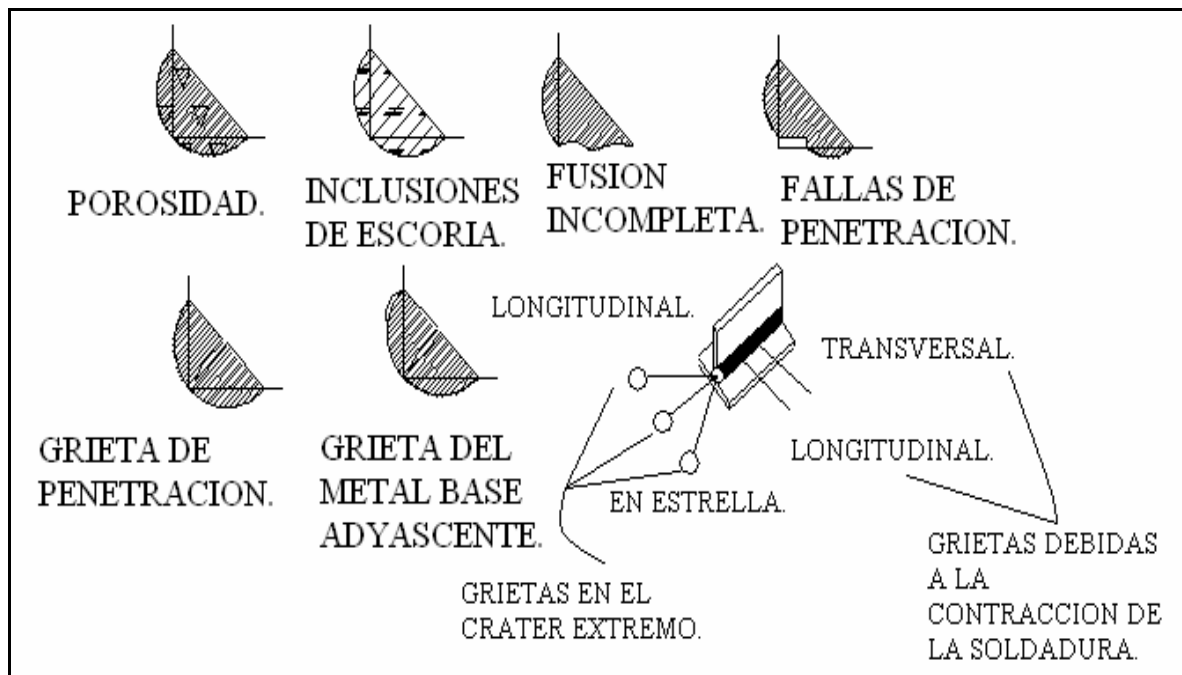 POROSIDAD.
INCLUSIONES
DE ESCORIA.
FUSION
INCOMPLETA.
FALLAS DE
PENETRACION.
GRIETA DE
PENETRACION.
GRIETA DEL
METAL BASE
ADYASCENTE.
LONGITUDINAL.
TRANSVERSAL.
LONGITUDINAL.
EN ESTRELLA.
GRIETAS EN EL
CRATER EXTREMO.
GRIETAS DEBIDAS
A LA
CONTRACCION DE
LA SOLDADURA.